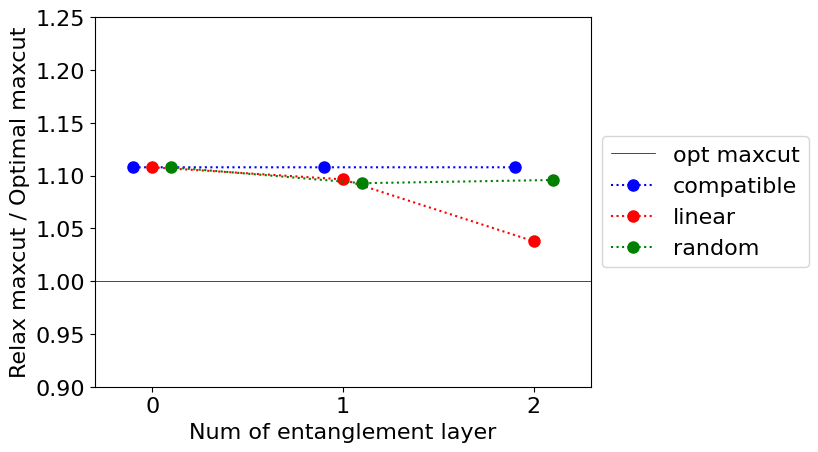 Relax maxcut / Optimal maxcut
1.25
1.20
1.15
1.10
1.05
1.00
0.95
0.90
0
1
2
Num of entanglement layer
opt maxcut
compatible
linear
random